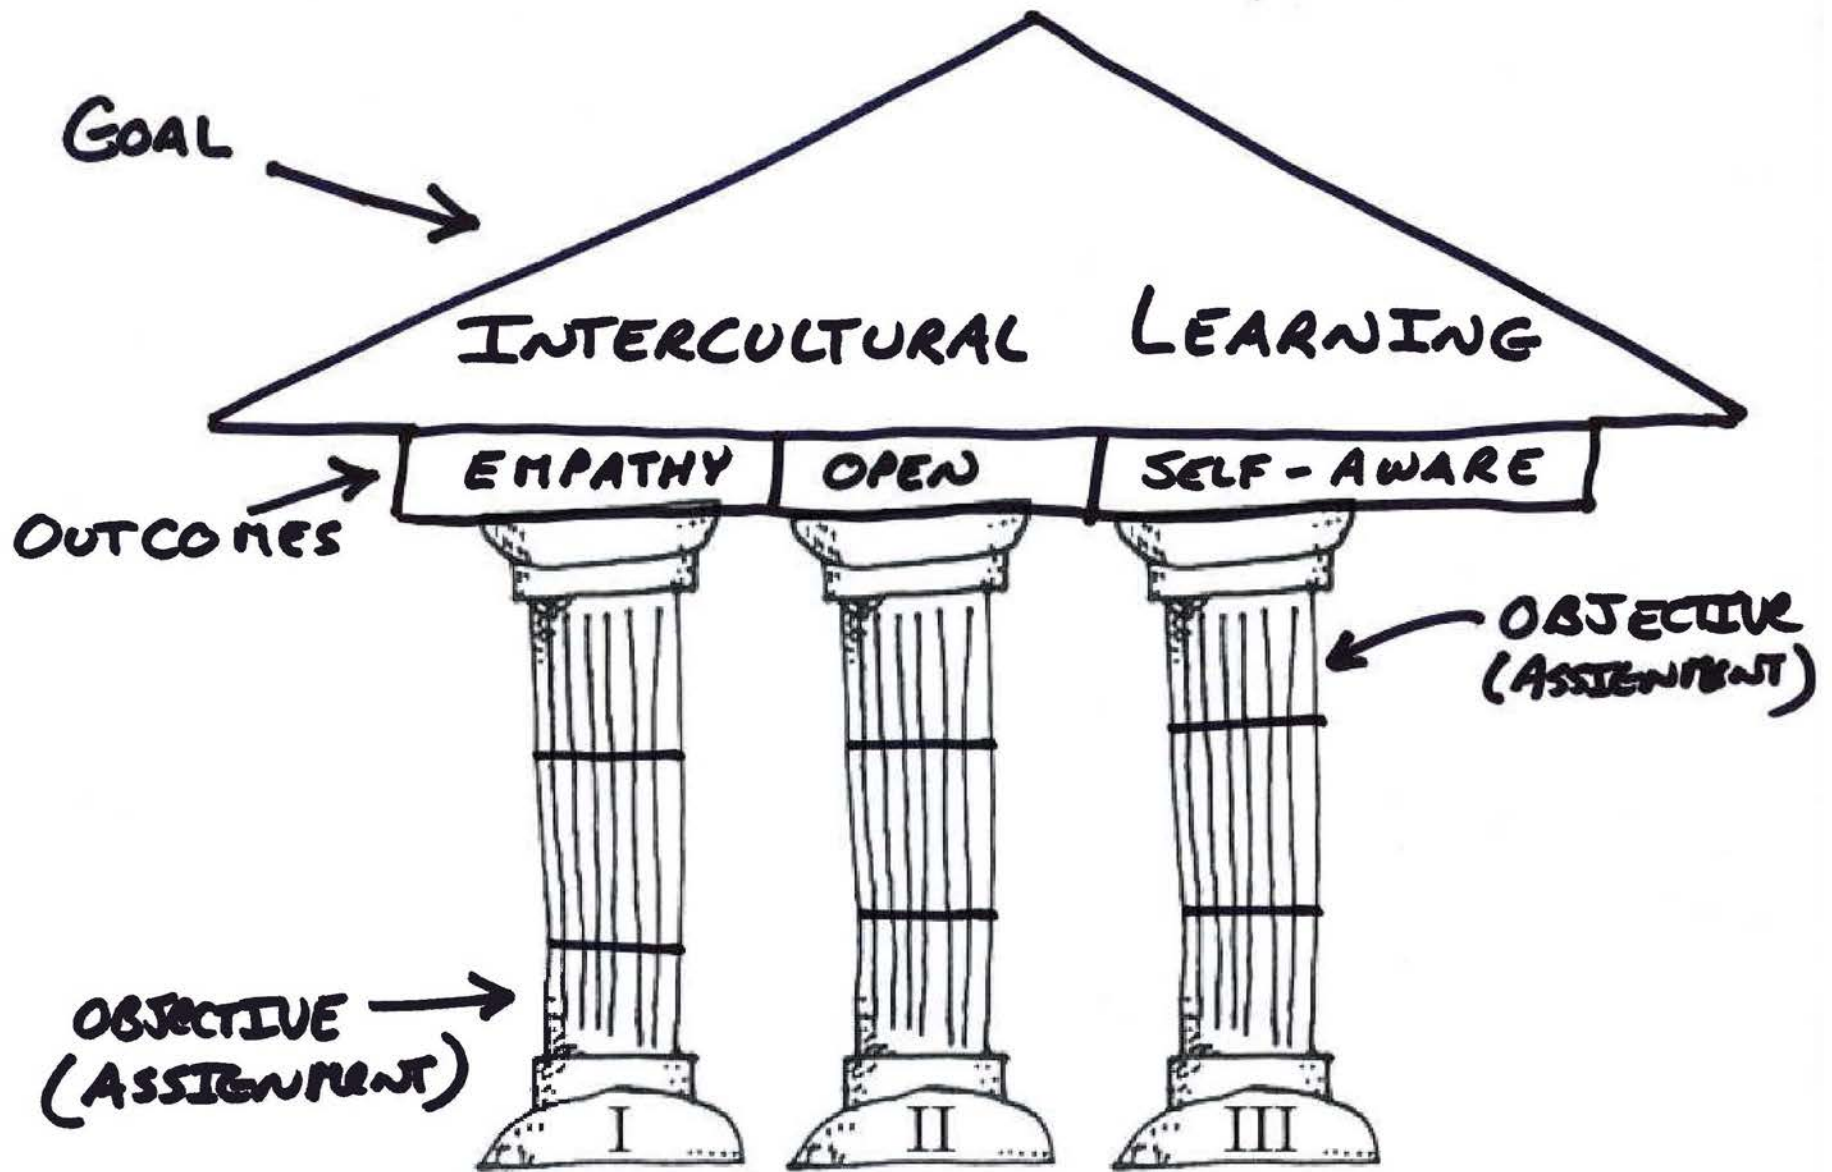 GOAL
INTERCULTURAL LEARNING
EMPATHY OPEN SELF-AWARE
OUTCOMES
OBJECTIVE
(ASSIGNMENT)
OBJECTIVE
(ASSIGNMENT)
I II III